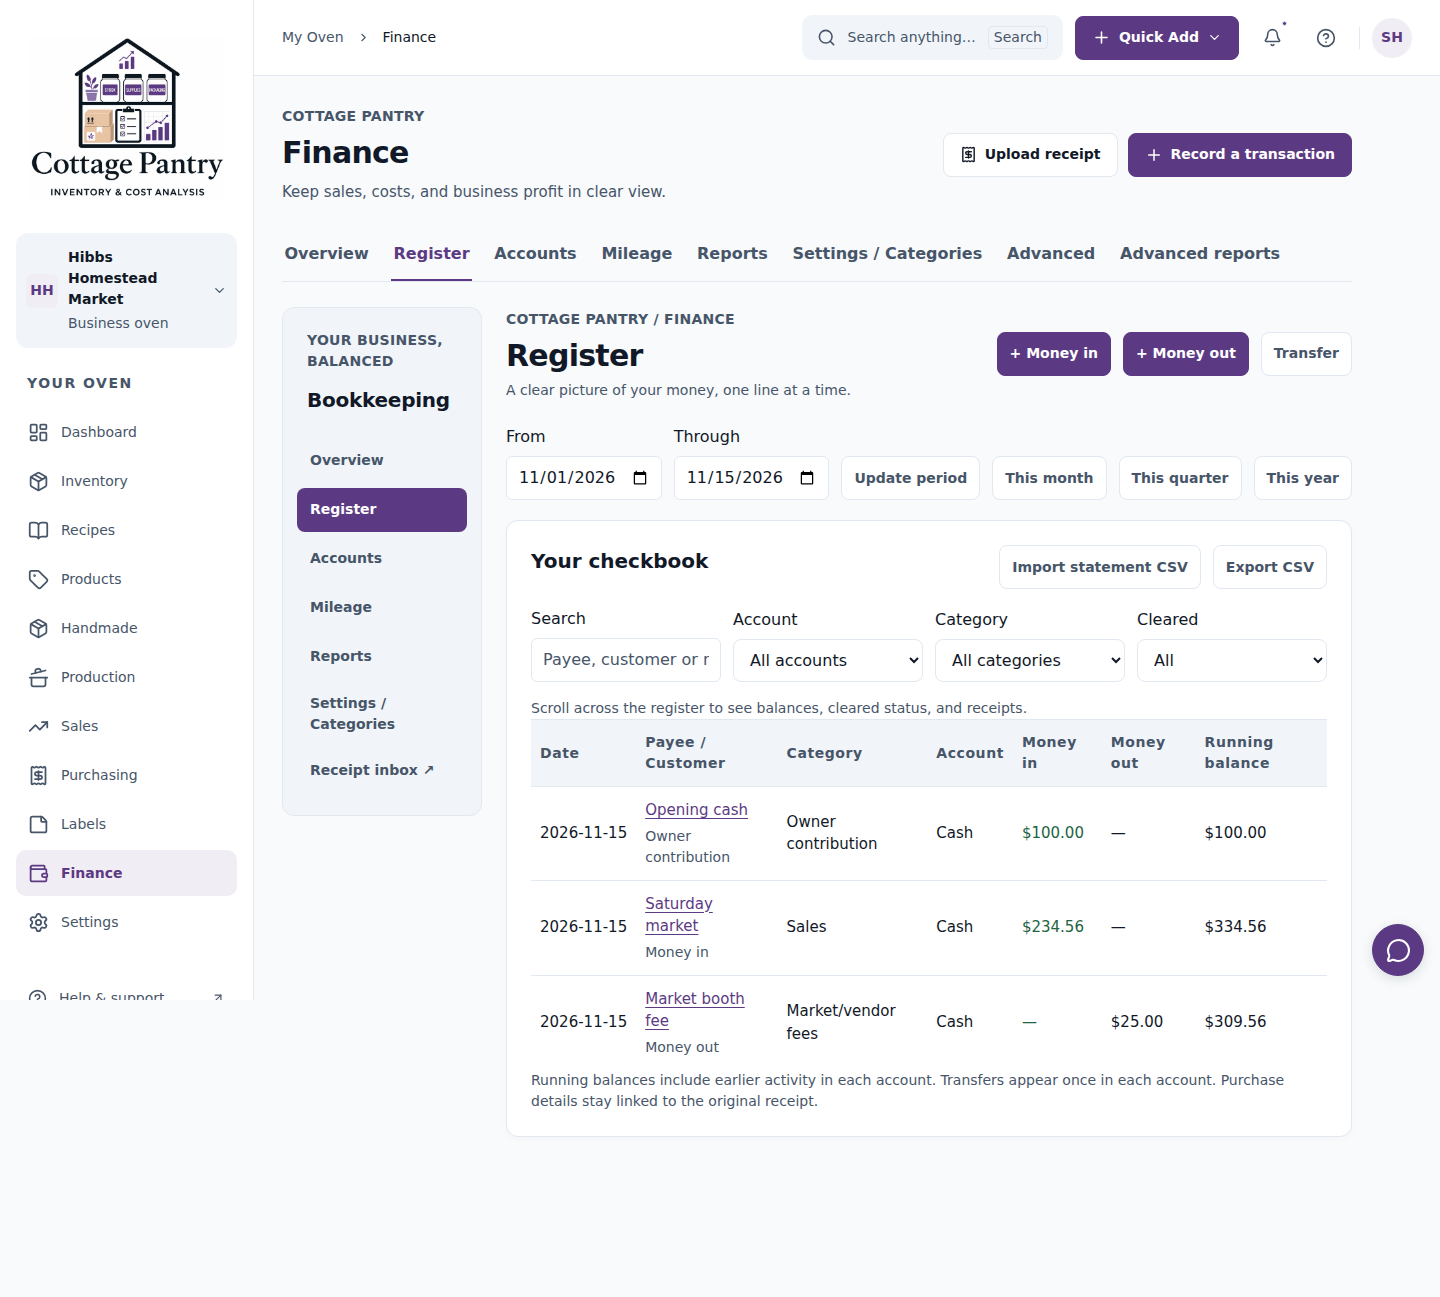 Cottage Pantry
INVENTORY & COST ANALYSIS
HH
Hibbs
Homestead
Market
Business oven
YOUR OVEN
Dashboard
Inventory
Recipes
Products
Handmade
Production
Sales
Purchasing
Labels
Finance
Settings
Help & support
My Oven > Finance
Search anything... Search
+ Quick Add
SH
COTTAGE PANTRY
Finance
Keep sales, costs, and business profit in clear view.
Upload receipt
+ Record a transaction
Overview Register Accounts Mileage Reports Settings / Categories Advanced Advanced reports
YOUR BUSINESS,
BALANCED
Bookkeeping
Overview
Register
Accounts
Mileage
Reports
Settings /
Categories
Receipt inbox ↗
COTTAGE PANTRY / FINANCE
Register
A clear picture of your money, one line at a time.
+ Money in + Money out Transfer
From Through
11/01/2026 11/15/2026 Update period This month This quarter This year
Your checkbook
Import statement CSV Export CSV
Search Account Category Cleared
Payee, customer or r All accounts All categories All
Scroll across the register to see balances, cleared status, and receipts.
Date Payee / Customer Category Account Money in Money out Running balance
2026-11-15 Opening cash Owner contribution Cash $100.00 — $100.00
Owner contribution
2026-11-15 Saturday market Sales Cash $234.56 — $334.56
Money in
2026-11-15 Market booth fee Market/vendor fees Cash — $25.00 $309.56
Money out
Running balances include earlier activity in each account. Transfers appear once in each account. Purchase
details stay linked to the original receipt.